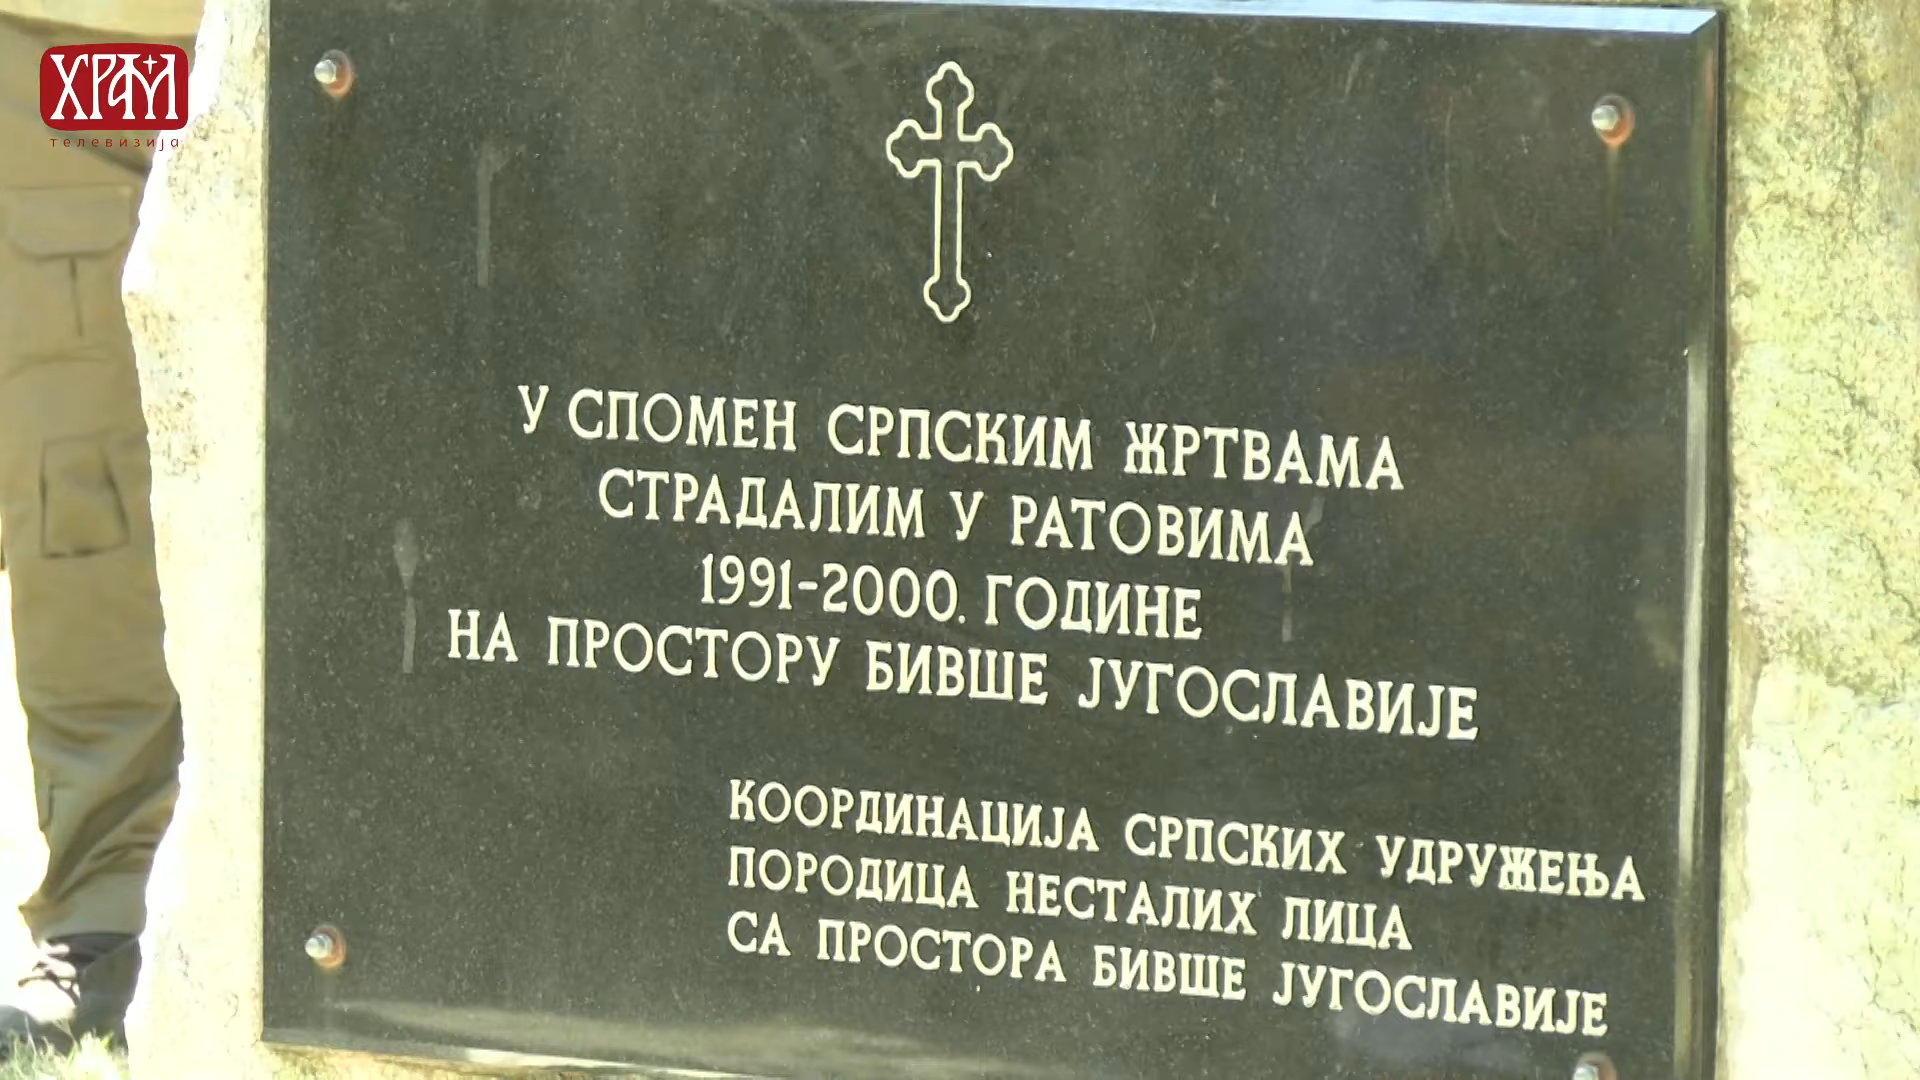 ХРАМ
телевизија
У СПОМЕН СРПСКИМ ЖРТВАМА
СТРАДАЛИМ У РАТОВИМА
1991-2000. ГОДИНЕ
НА ПРОСТОРУ БИВШЕ ЈУГОСЛАВИЈЕ
КООРДИНАЦИЈА СРПСКИХ УДРУЖЕЊА
ПОРОДИЦА НЕСТАЛИХ ЛИЦА
СА ПРОСТОРА БИВШЕ ЈУГОСЛАВИЈЕ